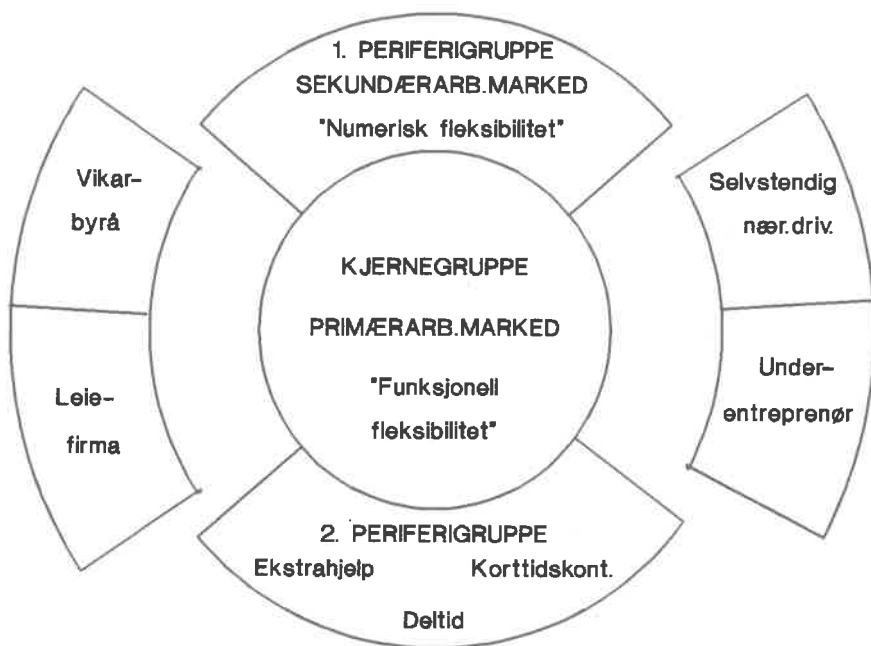 1. PERIFERIGRUPPE
SEKUNDÆRARB.MARKED
"Numerisk fleksibilitet"
Vikar-
byrå
Leie-
firma
KJERNEGRUPPE
PRIMÆRARB.MARKED
"Funksjonell
fleksibilitet"
Selvstendig
nær.driv.
Under-
entreprenør
2. PERIFERIGRUPPE
Ekstrahjelp Korttidskont.
Deltid